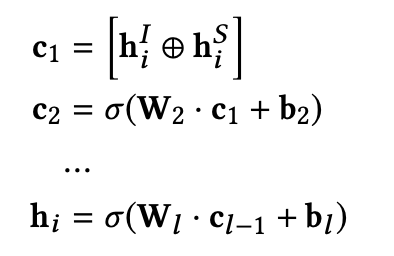 c₁ = [hᵢᴵ ⊕ hᵢˢ]
c₂ = σ(W₂ · c₁ + b₂)
...
hᵢ = σ(Wₗ · cₗ₋₁ + bₗ)